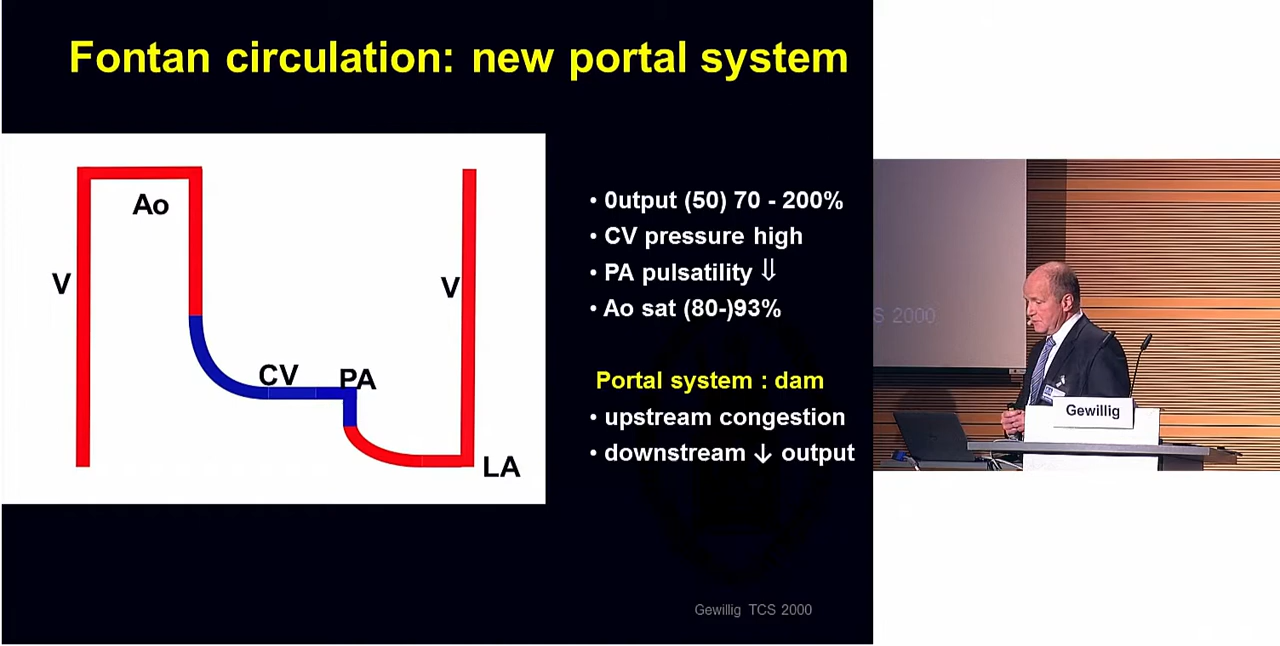 Fontan circulation: new portal system
Ao
V
V
CV
PA
LA
• 0utput (50) 70 - 200%
• CV pressure high
• PA pulsatility ⇓
• Ao sat (80-)93%
Portal system : dam
• upstream congestion
• downstream ↓ output
Gewillig TCS 2000
S 2000
Gewillig